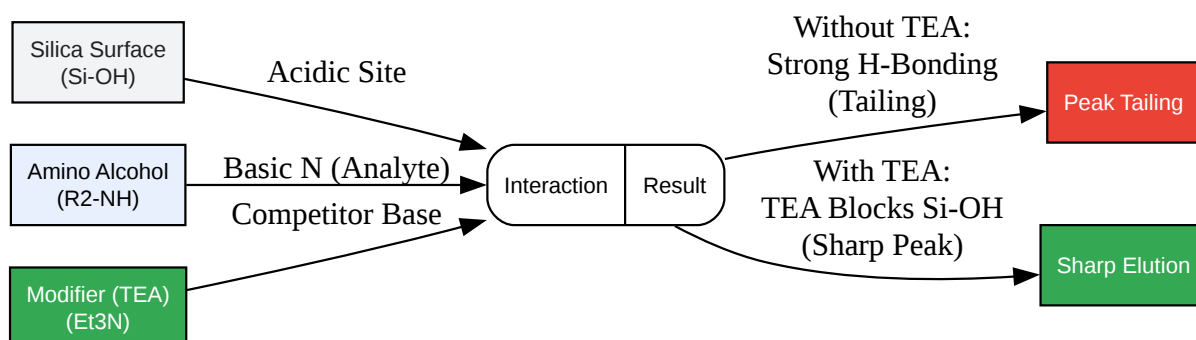 Silica Surface
(Si-OH)
Acidic Site
Amino Alcohol
(R2-NH)
Basic N (Analyte)
Modifier (TEA)
(Et3N)
Competitor Base
Interaction
Result
Without TEA:
Strong H-Bonding
(Tailing)
Peak Tailing
With TEA:
TEA Blocks Si-OH
(Sharp Peak)
Sharp Elution